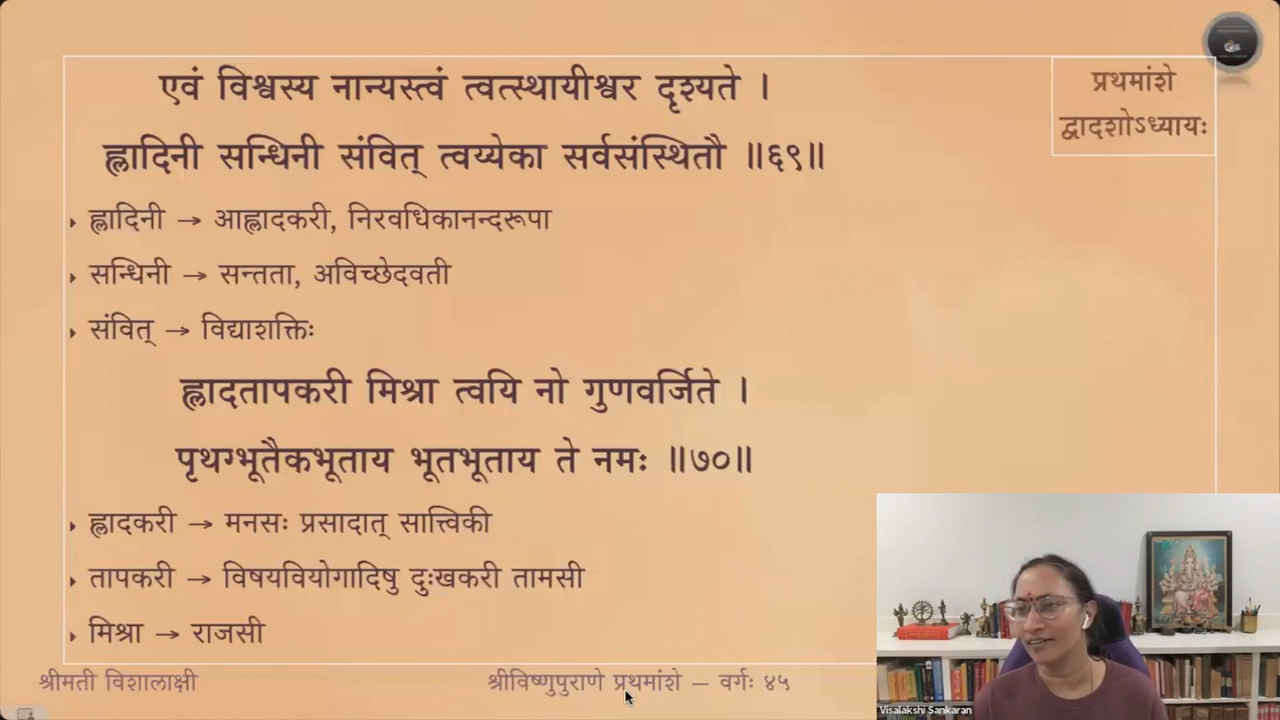 एवं विश्वस्य नान्यस्त्वं त्वत्स्थायीश्वर दृश्यते ।
ह्लादिनी सन्धिनी संवित् त्वय्येका सर्वसंस्थितौ ॥६९॥
ह्लादिनी → आह्लादकरी, निरवधिकानन्दरूपा
सन्धिनी → सन्तता, अविच्छेदवती
संवित् → विद्याशक्तिः
ह्लादतापकरी मिश्रा त्वयि नो गुणवर्जिते ।
पृथग्भूतैकभूताय भूतभूताय ते नमः ॥७०॥
ह्लादकरी → मनसः प्रसादात् सात्त्विकी
तापकरी → विषयवियोगादिषु दुःखकरी तामसी
मिश्रा → राजसी
प्रथमांशे
द्वादशोऽध्यायः
श्रीमती विशालाक्षी
श्रीविष्णुपुराणे प्रथमांशे – वर्गः ४५
Visalakshi Sankaran